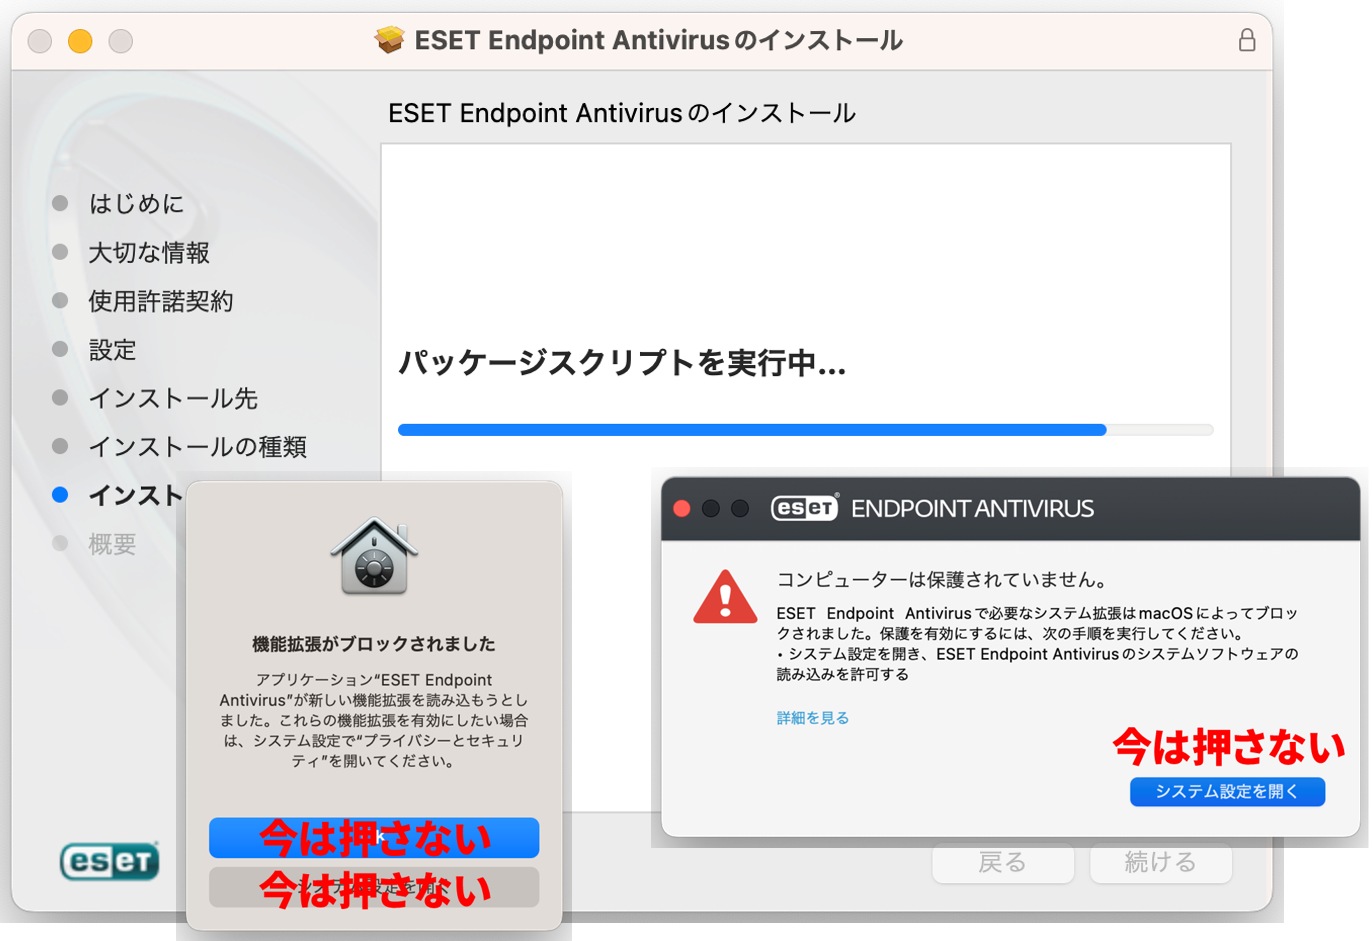 ESET Endpoint Antivirusのインストール
ESET Endpoint Antivirusのインストール
はじめに
大切な情報
使用許諾契約
設定
インストール先
インストールの種類
インスト
概要
パッケージスクリプトを実行中...
機能拡張がブロックされました
アプリケーション“ESET Endpoint
Antivirus”が新しい機能拡張を読み込もうとし
ました。これらの機能拡張を有効にしたい場合
は、システム設定で“プライバシーとセキュリ
ティ”を開いてください。
今は押さない
今は押さない
eset ENDPOINT ANTIVIRUS
コンピューターは保護されていません。
ESET Endpoint Antivirusで必要なシステム拡張はmacOSによってブロッ
クされました。保護を有効にするには、次の手順を実行してください。
• システム設定を開き、ESET Endpoint Antivirusのシステムソフトウェアの
読み込みを許可する
詳細を見る
今は押さない
システム設定を開く
eset
戻る
続ける